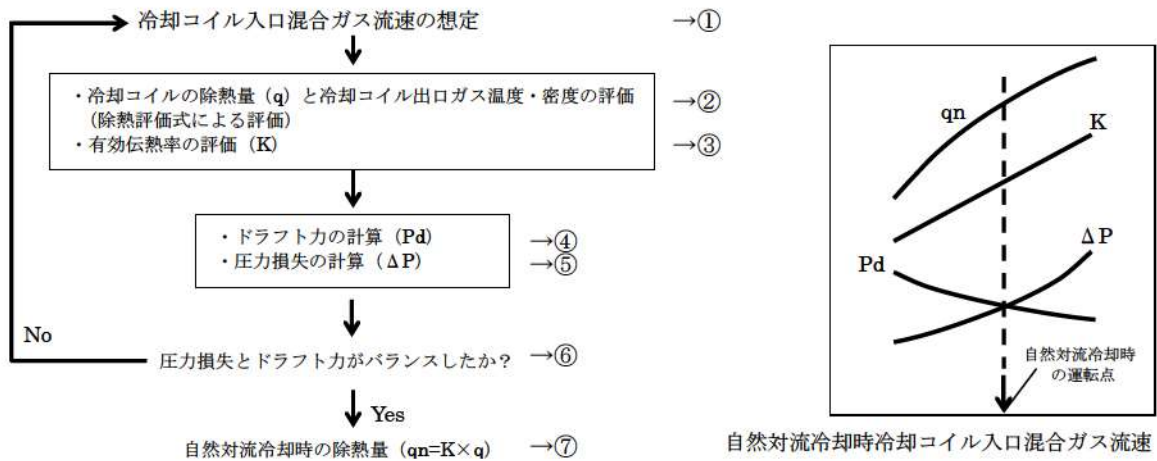 冷却コイル入口混合ガス流速の想定 →①
・冷却コイルの除熱量（q）と冷却コイル出口ガス温度・密度の評価 →②
（除熱評価式による評価）
・有効伝熱率の評価（K） →③
・ドラフト力の計算（Pd） →④
・圧力損失の計算（ΔP） →⑤
No
圧力損失とドラフト力がバランスしたか？ →⑥
Yes
自然対流冷却時の除熱量（qn=K×q） →⑦
qn
K
Pd
ΔP
自然対流冷却時
の運転点
自然対流冷却時冷却コイル入口混合ガス流速